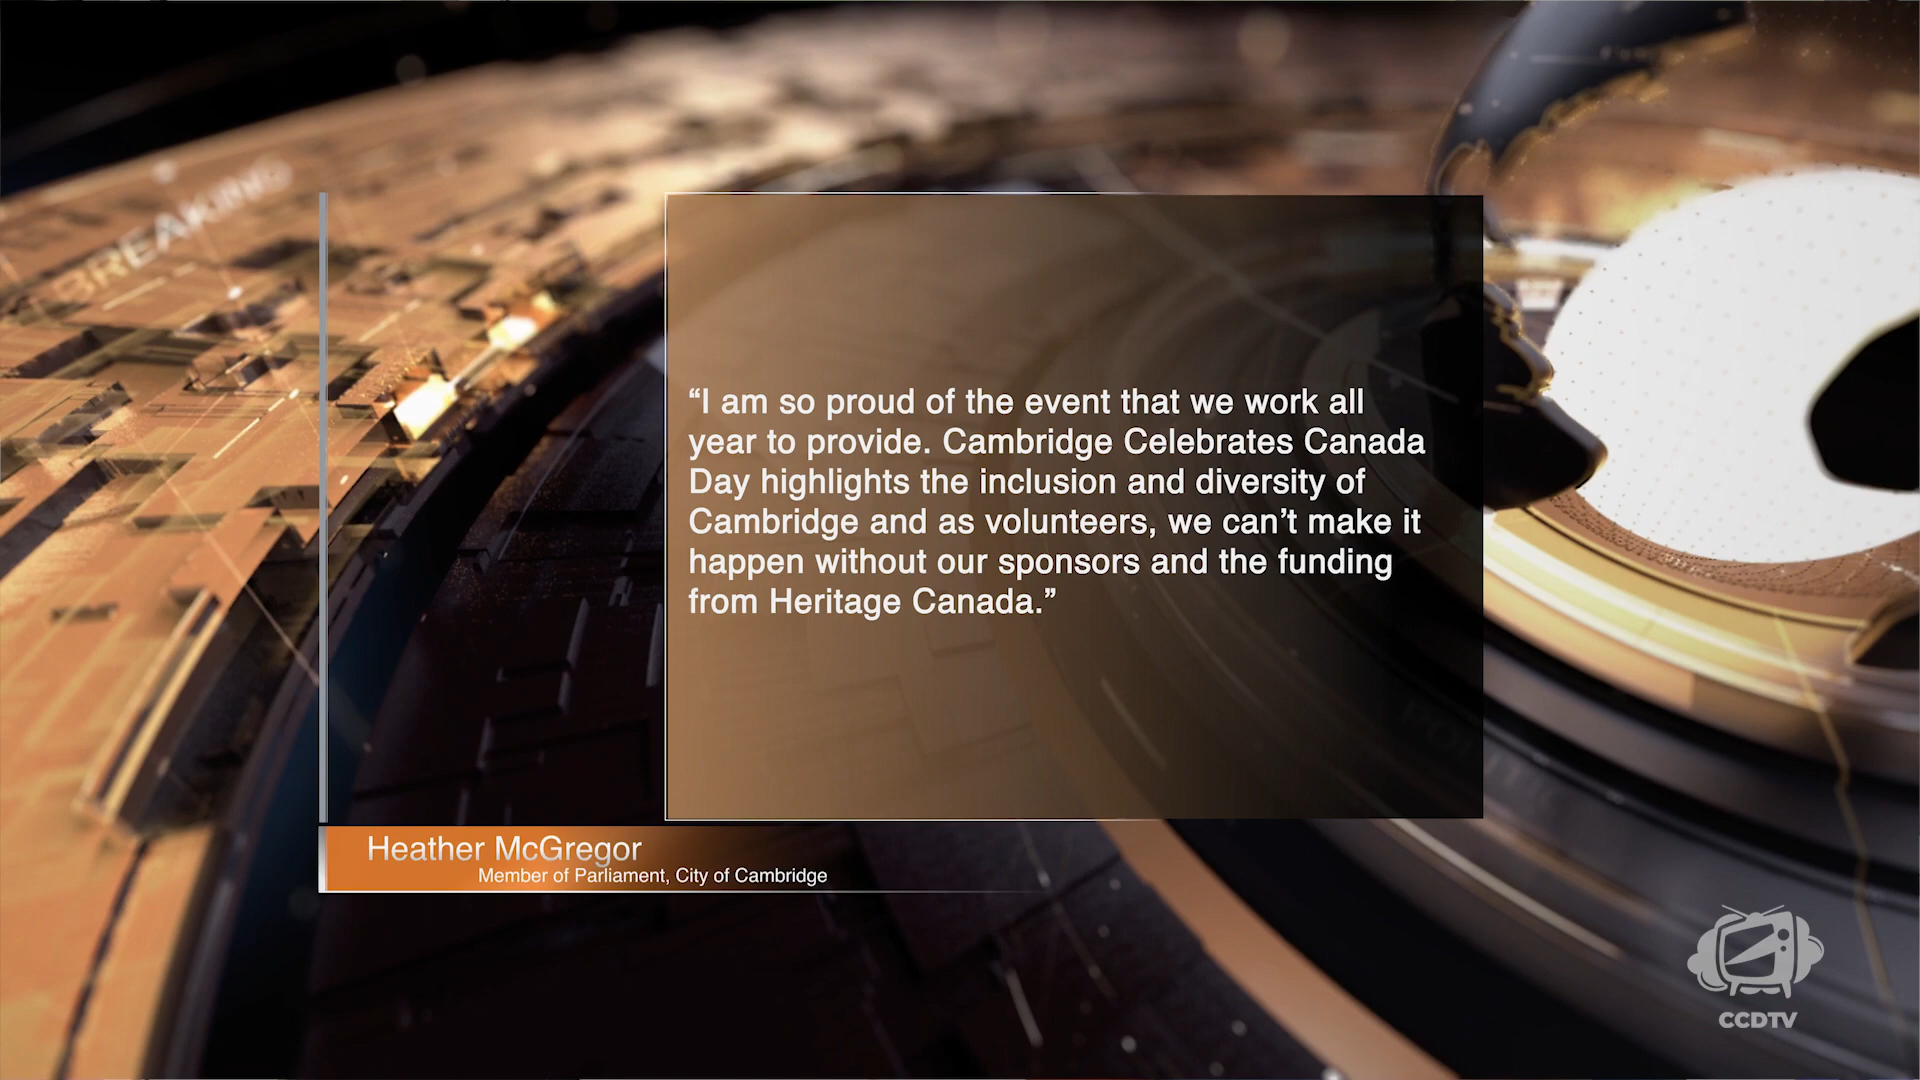 BREAKING
“I am so proud of the event that we work all
year to provide. Cambridge Celebrates Canada
Day highlights the inclusion and diversity of
Cambridge and as volunteers, we can’t make it
happen without our sponsors and the funding
from Heritage Canada.”
Heather McGregor
Member of Parliament, City of Cambridge
CCDTV